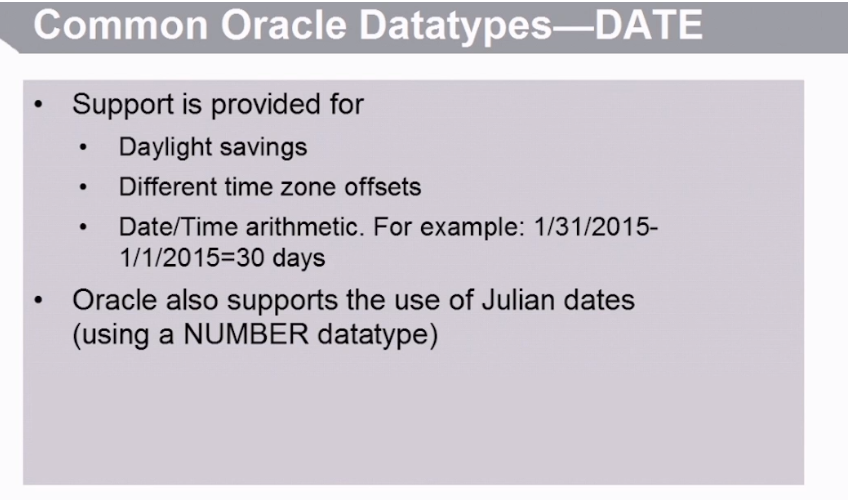 Common Oracle Datatypes—DATE
• Support is provided for
• Daylight savings
• Different time zone offsets
• Date/Time arithmetic. For example: 1/31/2015-
1/1/2015=30 days
• Oracle also supports the use of Julian dates
(using a NUMBER datatype)